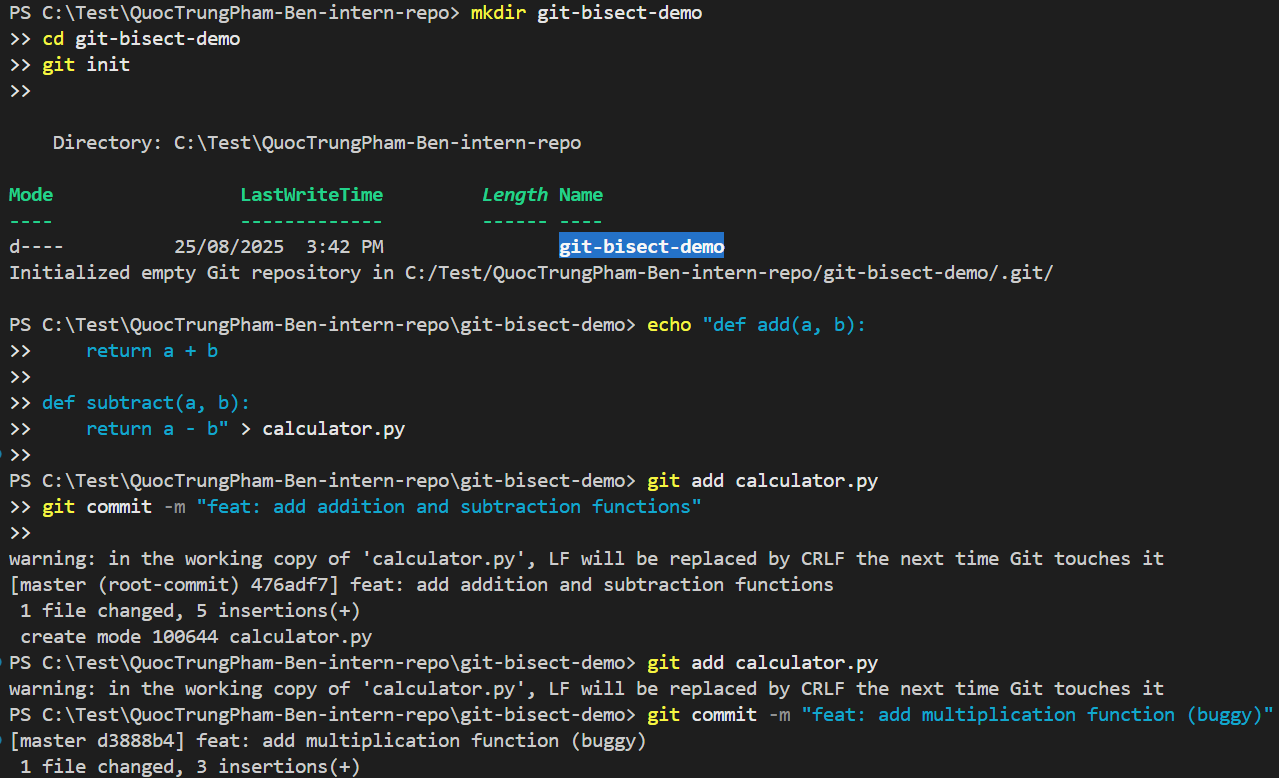 PS C:\Test\QuocTrungPham-Ben-intern-repo> mkdir git-bisect-demo
>> cd git-bisect-demo
>> git init
>>
Directory: C:\Test\QuocTrungPham-Ben-intern-repo
Mode LastWriteTime Length Name
---- ------------- ------ ----
d---- 25/08/2025 3:42 PM git-bisect-demo
Initialized empty Git repository in C:/Test/QuocTrungPham-Ben-intern-repo/git-bisect-demo/.git/
PS C:\Test\QuocTrungPham-Ben-intern-repo\git-bisect-demo> echo "def add(a, b):
>>     return a + b
>>
>> def subtract(a, b):
>>     return a - b" > calculator.py
>>
PS C:\Test\QuocTrungPham-Ben-intern-repo\git-bisect-demo> git add calculator.py
>> git commit -m "feat: add addition and subtraction functions"
>>
warning: in the working copy of 'calculator.py', LF will be replaced by CRLF the next time Git touches it
[master (root-commit) 476adf7] feat: add addition and subtraction functions
 1 file changed, 5 insertions(+)
 create mode 100644 calculator.py
PS C:\Test\QuocTrungPham-Ben-intern-repo\git-bisect-demo> git add calculator.py
warning: in the working copy of 'calculator.py', LF will be replaced by CRLF the next time Git touches it
PS C:\Test\QuocTrungPham-Ben-intern-repo\git-bisect-demo> git commit -m "feat: add multiplication function (buggy)"
[master d3888b4] feat: add multiplication function (buggy)
 1 file changed, 3 insertions(+)